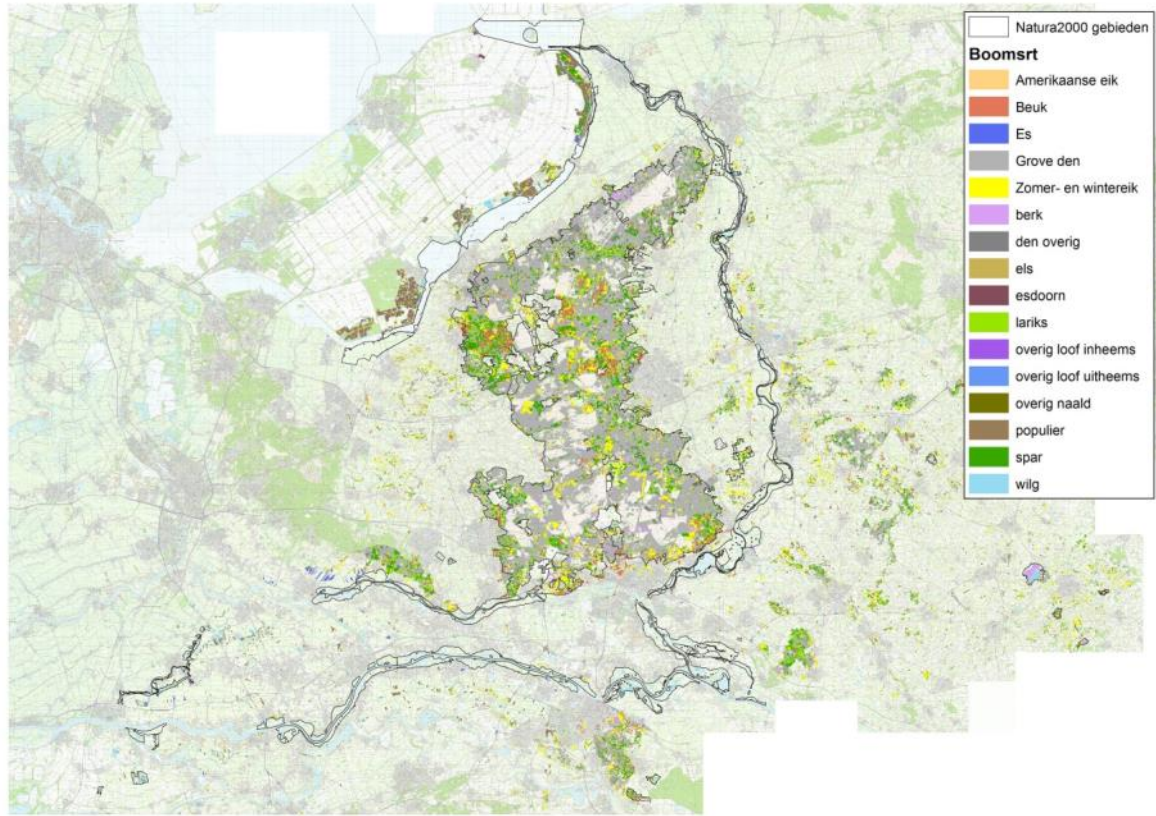 Natura2000 gebieden
Boomsrt
Amerikaanse eik
Beuk
Es
Grove den
Zomer- en wintereik
berk
den overig
els
esdoorn
lariks
overig loof inheems
overig loof uitheems
overig naald
populier
spar
wilg